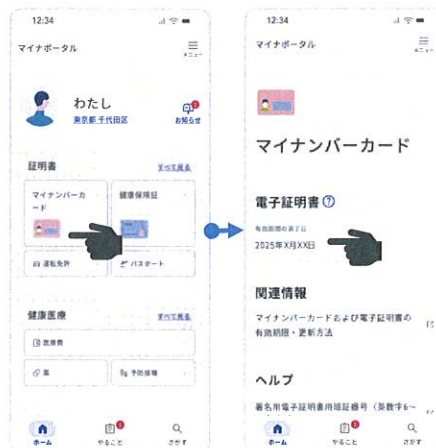 12:34
マイナポータル
メニュー
わたし
東京都 千代田区
お知らせ
証明書
すべて見る
マイナンバーカ
ード
健康保険証
運転免許
パスポート
健康医療
すべて見る
医療費
薬
予防接種
ホーム
やること
さがす
12:34
マイナポータル
メニュー
マイナンバーカード
電子証明書
有効期間の満了日
2025年X月XX日
関連情報
マイナンバーカードおよび電子証明書の
有効期限・更新方法
ヘルプ
署名用電子証明書用暗証番号（英数字6〜
ホーム
やること
さがす